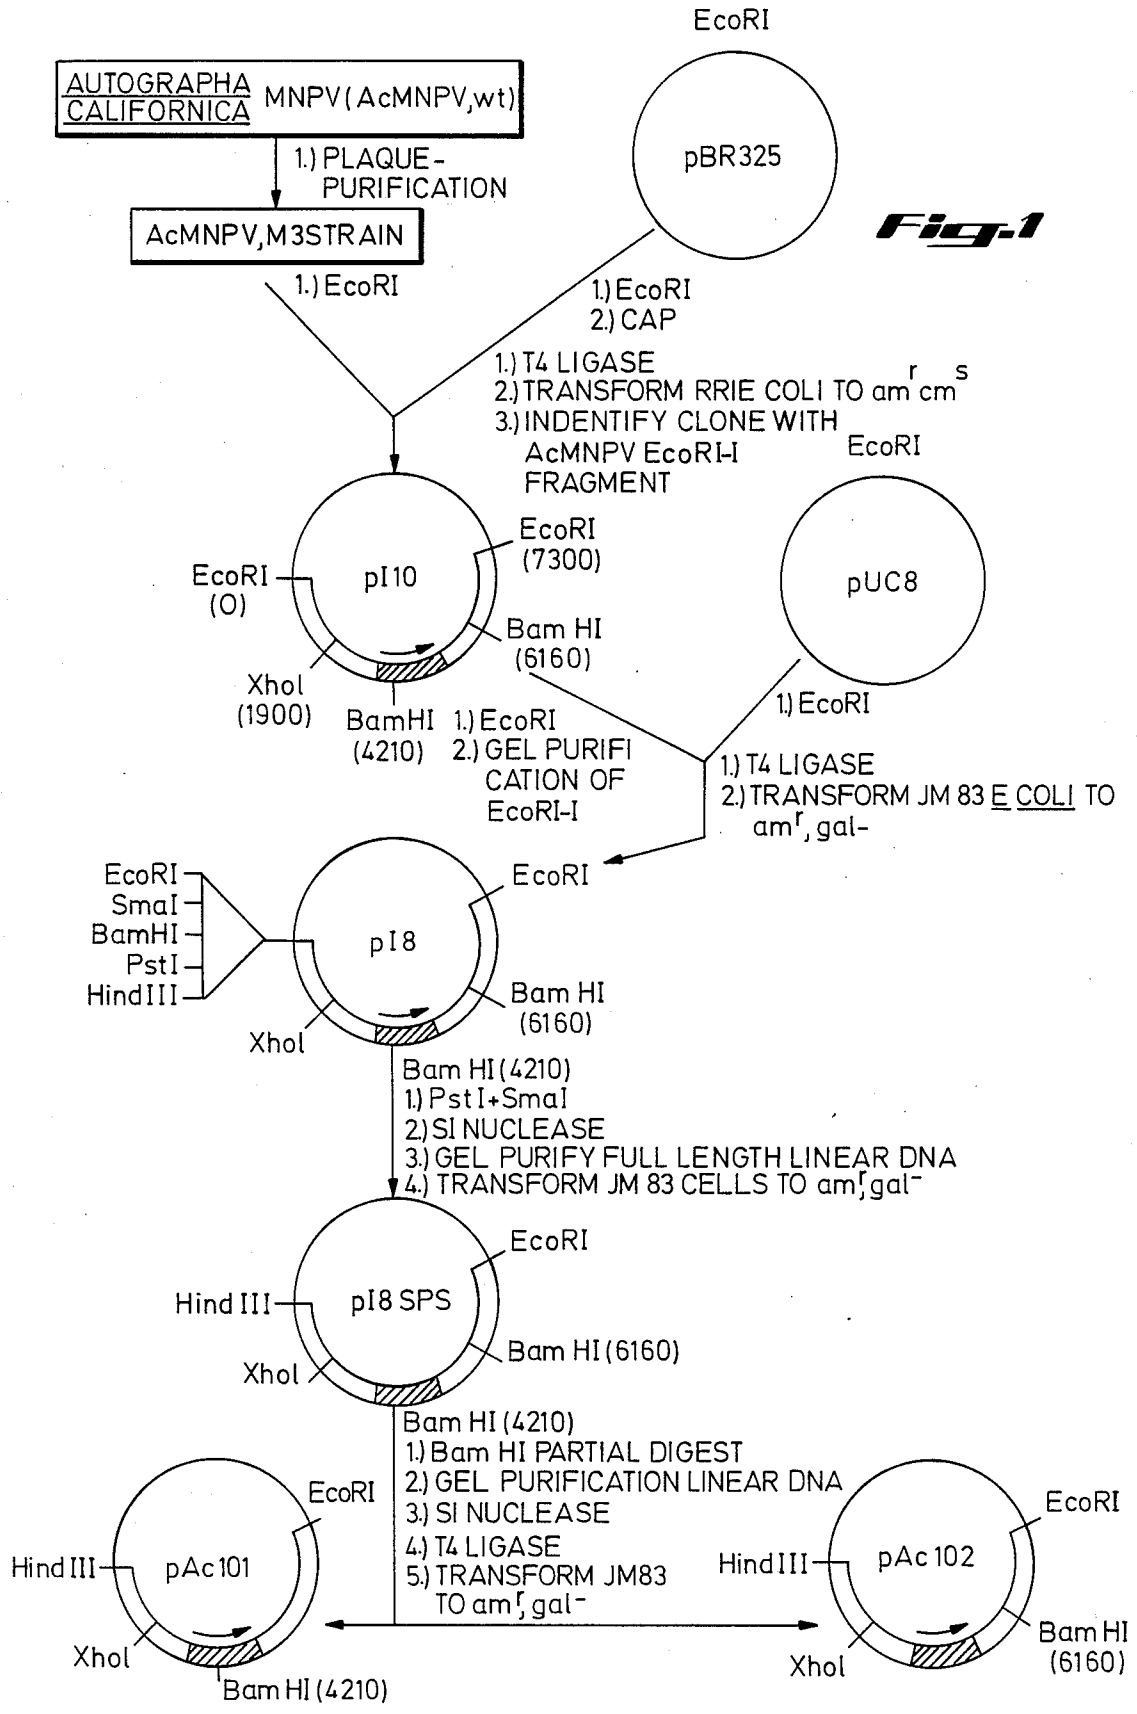 EcoRI
AUTOGRAPHA
CALIFORNICA MNPV(AcMNPV,wt)
pBR325
1.) PLAQUE-
PURIFICATION
Fig.1
AcMNPV,M3STRAIN
1.) EcoRI
1.) EcoRI
2.) CAP
1.) T4 LIGASE
2.) TRANSFORM RRIE COLI TO am^r cm^s
3.) INDENTIFY CLONE WITH
AcMNPV EcoRI-I
FRAGMENT
EcoRI
EcoRI
(7300)
EcoRI
(O)
pI10
pUC8
Bam HI
(6160)
XhoI
(1900)
BamHI
(4210)
1.) EcoRI
1.) EcoRI
2.) GEL PURIFI
CATION OF
EcoRI-I
1.) T4 LIGASE
2.) TRANSFORM JM 83 E COLI TO
am^r, gal-
EcoRI
SmaI
BamHI
PstI
HindIII
EcoRI
pI8
Bam HI
(6160)
XhoI
Bam HI (4210)
1.) PstI+SmaI
2.) SI NUCLEASE
3.) GEL PURIFY FULL LENGTH LINEAR DNA
4.) TRANSFORM JM 83 CELLS TO am^r, gal-
EcoRI
Hind III
pI8 SPS
Bam HI (6160)
XhoI
Bam HI (4210)
1.) Bam HI PARTIAL DIGEST
2.) GEL PURIFICATION LINEAR DNA
3.) SI NUCLEASE
4.) T4 LIGASE
5.) TRANSFORM JM83
TO am^r, gal-
EcoRI
Hind III
pAc101
XhoI
Bam HI (4210)
EcoRI
Hind III
pAc102
Bam HI
(6160)
XhoI